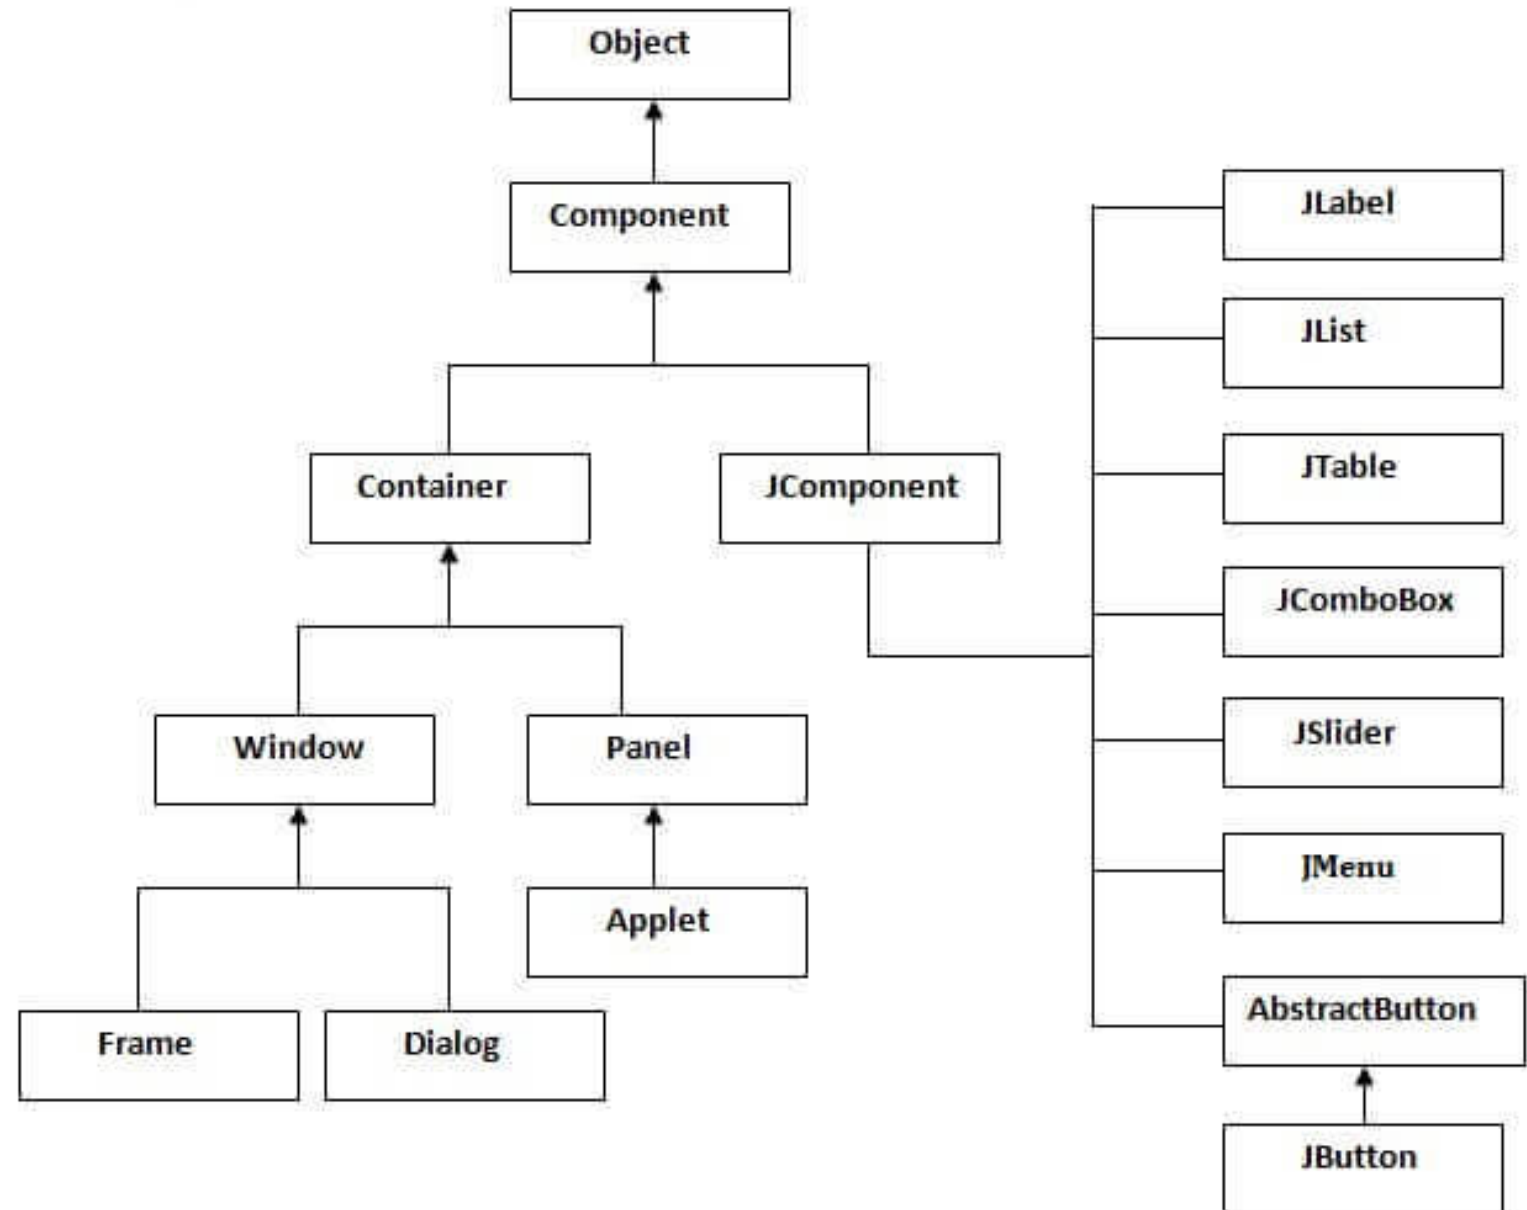 Object
Component
Container
JComponent
Window
Panel
Applet
Frame
Dialog
JLabel
JList
JTable
JComboBox
JSlider
JMenu
AbstractButton
JButton